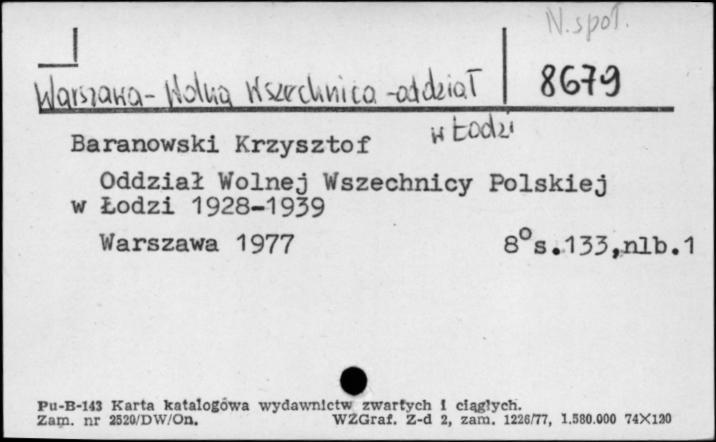 N. społ.
Warszawa - Wolna Wszechnica - oddział
8679
w Łodzi
Baranowski Krzysztof
Oddział Wolnej Wszechnicy Polskiej
w Łodzi 1928-1939
Warszawa 1977 8° s.133,nlb.1
Pu-B-143 Karta katalogowa wydawnictw zwartych i ciągłych.
Zam. nr 2520/DW/On. WZGraf. Z-d 2, zam. 1226/77, 1.580.000 74X120